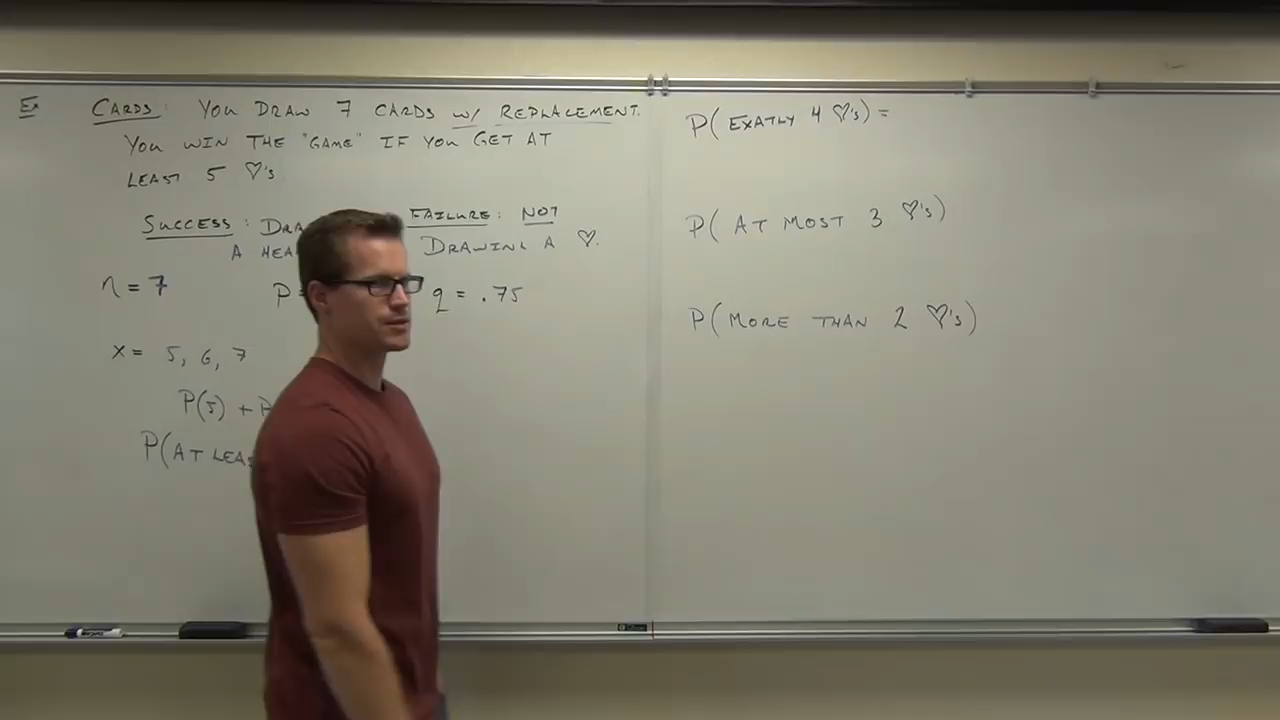 Ex CARDS: YOU DRAW 7 CARDS w/ REPLACEMENT.
YOU WIN THE "GAME" IF YOU GET AT
LEAST 5 ♡'s
SUCCESS: DRA FAILURE: NOT
A HEA DRAWING A ♡.
n = 7 P = q = .75
X = 5, 6, 7
P(5) + P
P(AT LEAS
P( EXATLY 4 ♡'s) =
P( AT MOST 3 ♡'s)
P(MORE THAN 2 ♡'s)